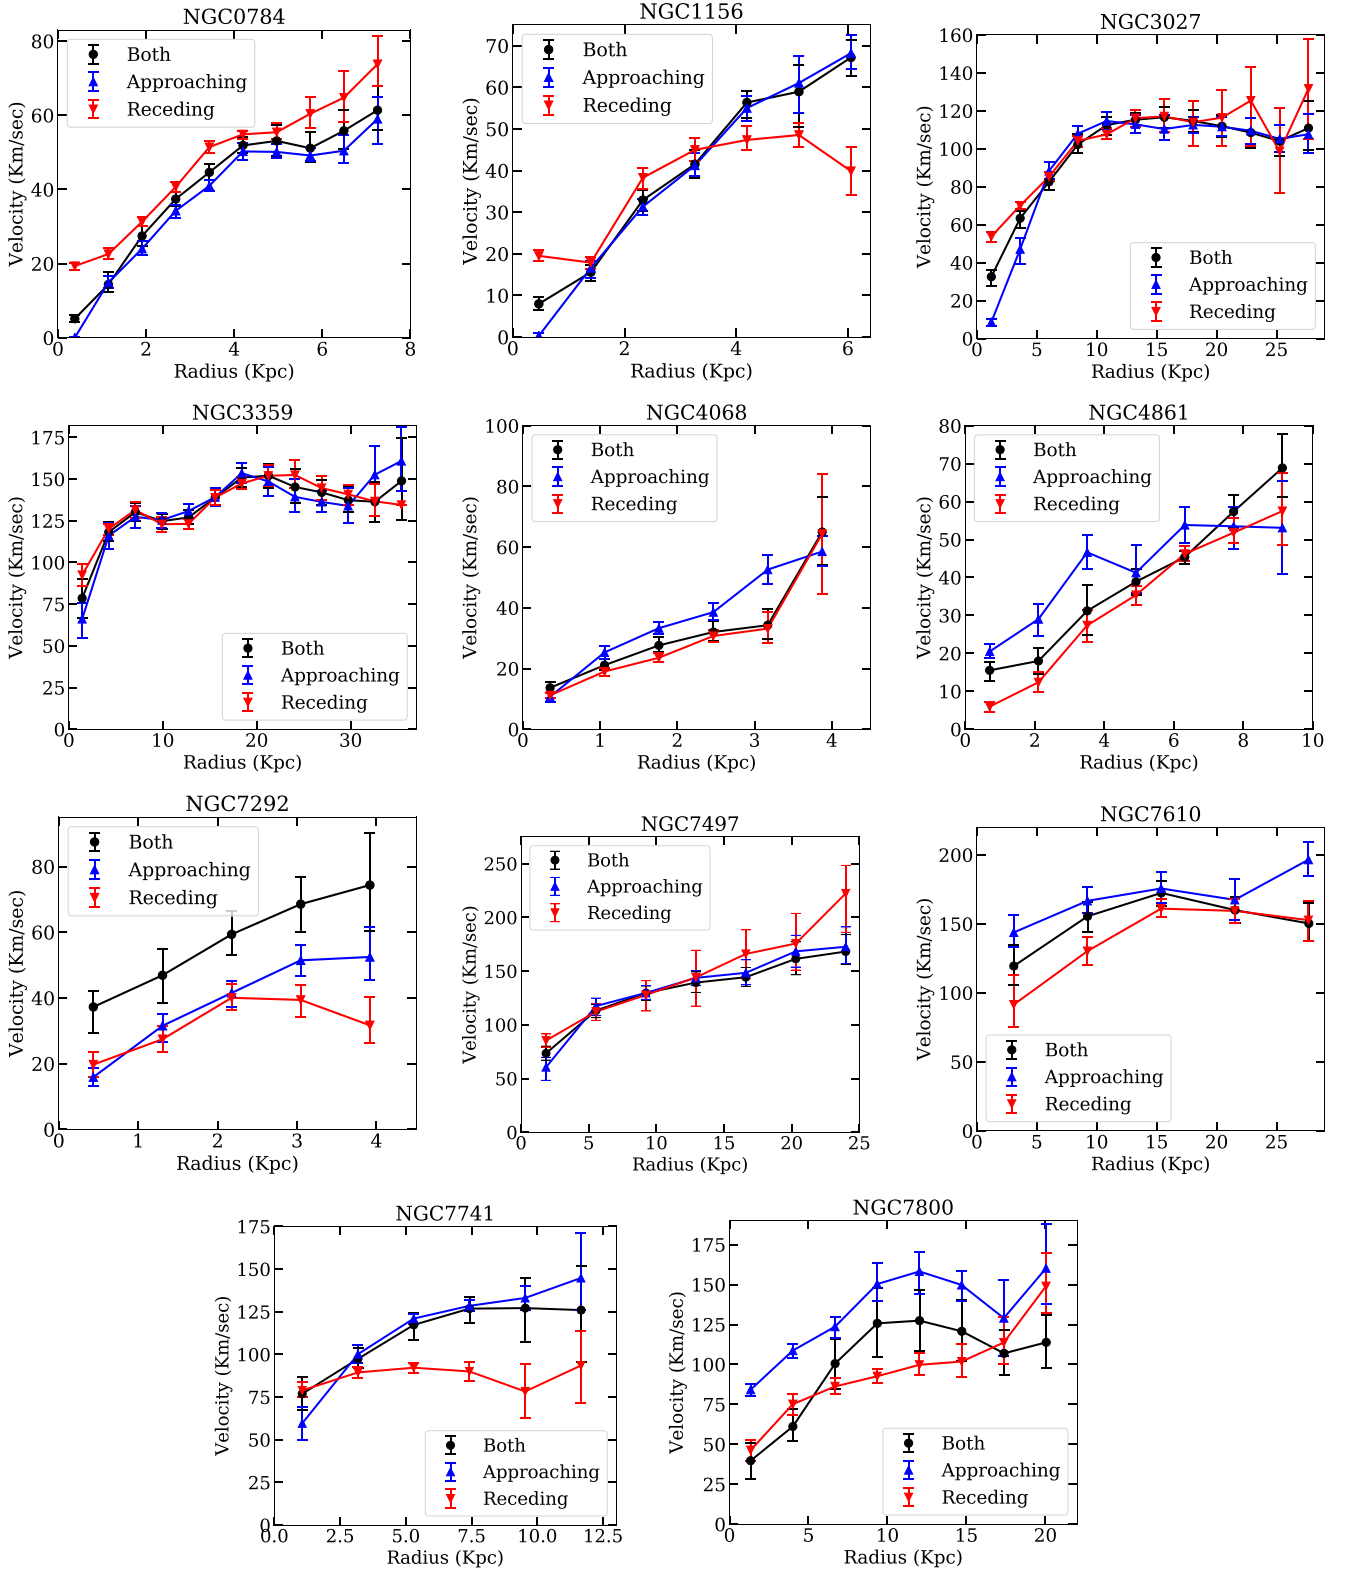 NGC0784
Velocity (Km/sec)
80
60
40
20
0
Both
Approaching
Receding
0 2 4 6 8
Radius (Kpc)
NGC1156
Velocity (Km/sec)
70
60
50
40
30
20
10
0
Both
Approaching
Receding
0 2 4 6
Radius (Kpc)
NGC3027
Velocity (Km/sec)
160
140
120
100
80
60
40
20
0
Both
Approaching
Receding
0 5 10 15 20 25
Radius (Kpc)
NGC3359
Velocity (Km/sec)
175
150
125
100
75
50
25
0
Both
Approaching
Receding
0 10 20 30
Radius (Kpc)
NGC4068
Velocity (Km/sec)
100
80
60
40
20
0
Both
Approaching
Receding
0 1 2 3 4
Radius (Kpc)
NGC4861
Velocity (Km/sec)
80
70
60
50
40
30
20
10
0
Both
Approaching
Receding
0 2 4 6 8 10
Radius (Kpc)
NGC7292
Velocity (Km/sec)
80
60
40
20
0
Both
Approaching
Receding
0 1 2 3 4
Radius (Kpc)
NGC7497
Velocity (Km/sec)
250
200
150
100
50
0
Both
Approaching
Receding
0 5 10 15 20 25
Radius (Kpc)
NGC7610
Velocity (Km/sec)
200
150
100
50
0
Both
Approaching
Receding
0 5 10 15 20 25
Radius (Kpc)
NGC7741
Velocity (Km/sec)
175
150
125
100
75
50
25
0
Both
Approaching
Receding
0.0 2.5 5.0 7.5 10.0 12.5
Radius (Kpc)
NGC7800
Velocity (Km/sec)
175
150
125
100
75
50
25
0
Both
Approaching
Receding
0 5 10 15 20
Radius (Kpc)